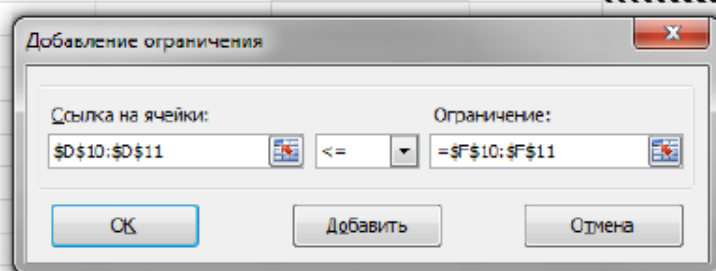 Добавление ограничения
Ссылка на ячейки:
Ограничение:
$D$10:$D$11
<=
=$F$10:$F$11
ОК
Добавить
Отмена